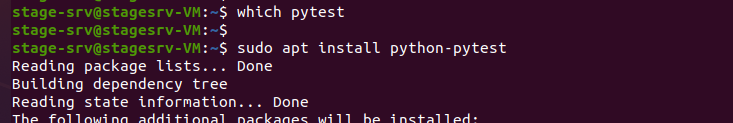 stage-srv@stagesrv-VM:~$ which pytest
stage-srv@stagesrv-VM:~$
stage-srv@stagesrv-VM:~$ sudo apt install python-pytest
Reading package lists... Done
Building dependency tree
Reading state information... Done
The following additional packages will be installed: